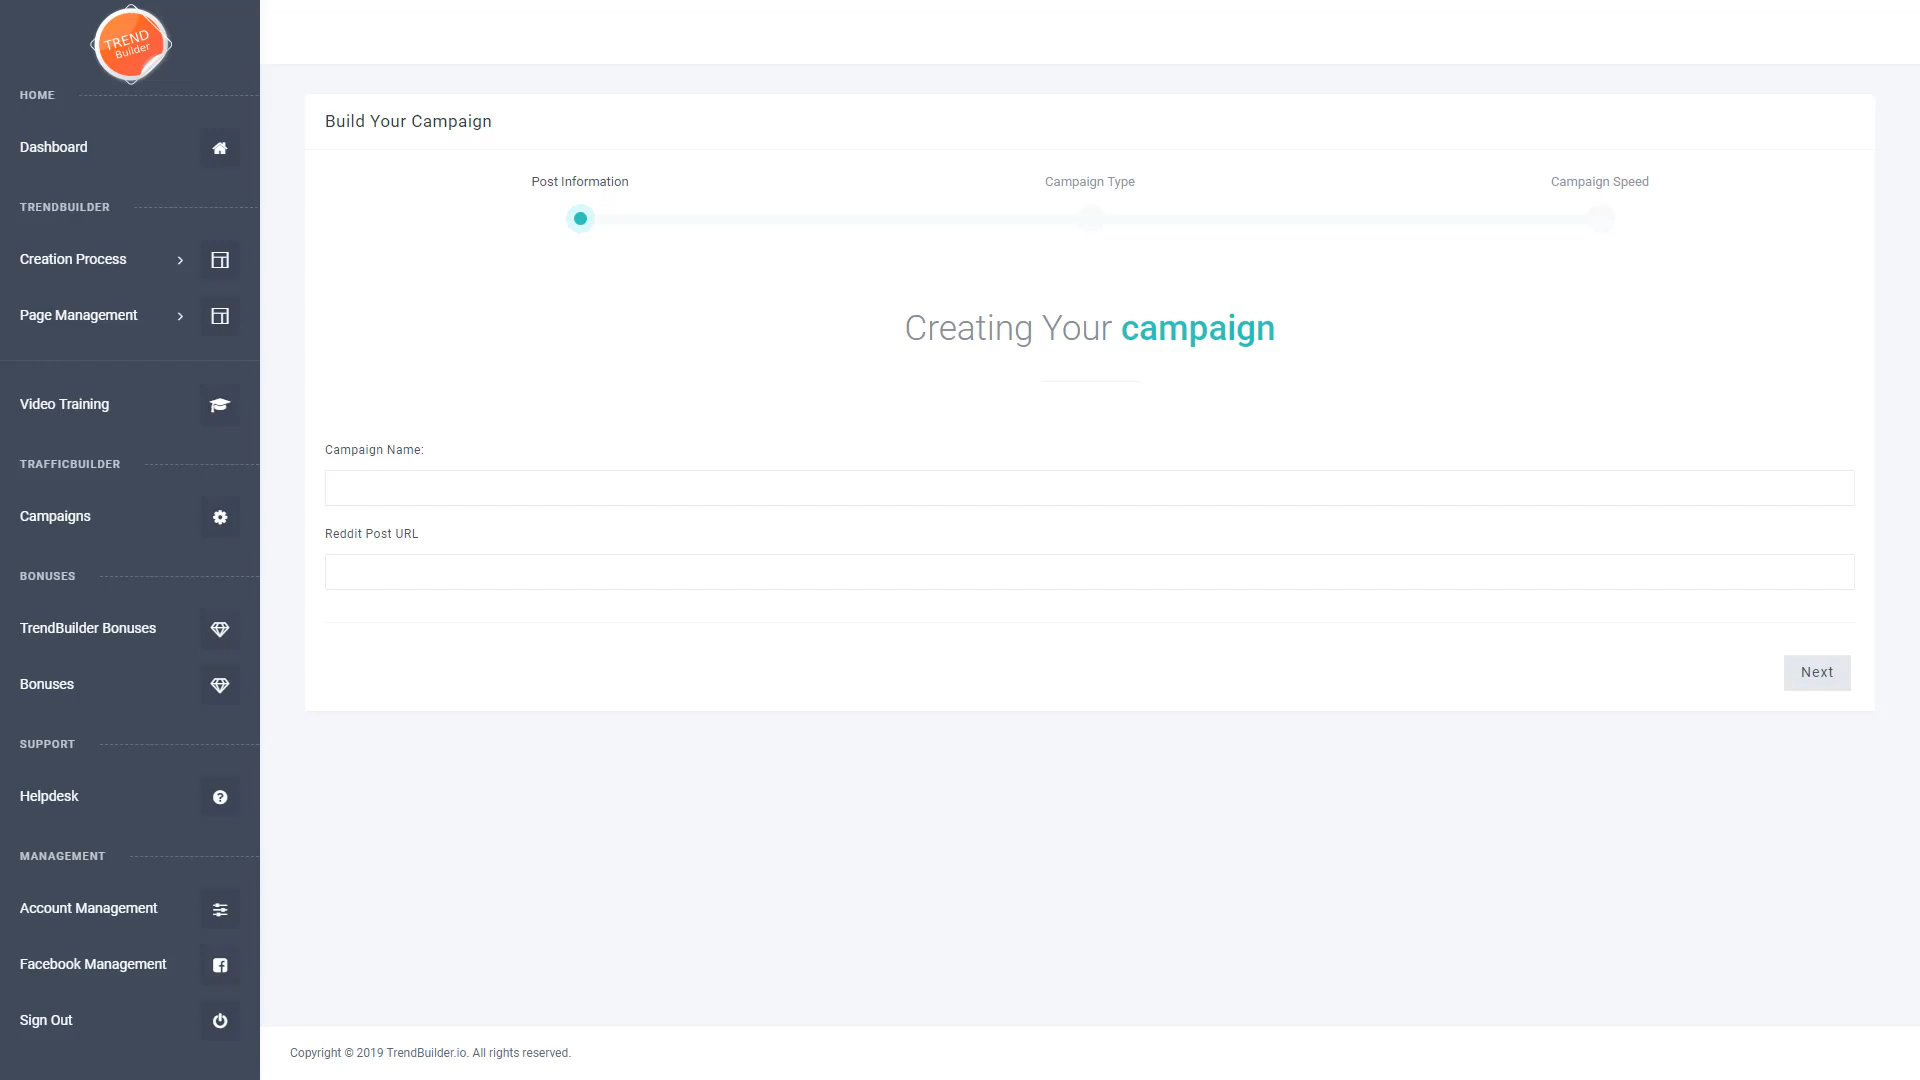 TREND
Builder
HOME
Dashboard
TRENDBUILDER
Creation Process
Page Management
Video Training
TRAFFICBUILDER
Campaigns
BONUSES
TrendBuilder Bonuses
Bonuses
SUPPORT
Helpdesk
MANAGEMENT
Account Management
Facebook Management
Sign Out
Build Your Campaign
Post Information
Campaign Type
Campaign Speed
Creating Your campaign
Campaign Name:
Reddit Post URL
Next
Copyright © 2019 TrendBuilder.io. All rights reserved.